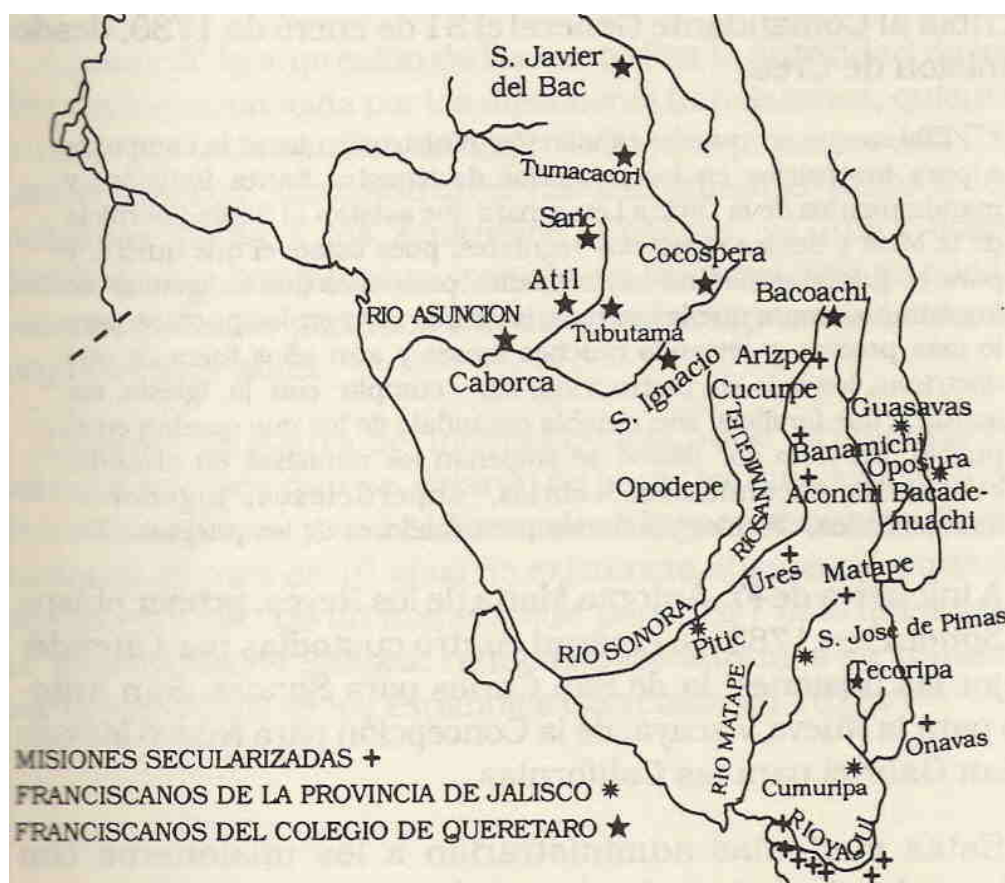 S. Javier
del Bac
Tumacacori
Saric
Cocospera
Atil
Bacoachi
RIO ASUNCION
Tubutama
Caborca
S. Ignacio
Arizpe
Cucurpe
Guasavas
RIO SAN MIGUEL
Banamichi
Oposura
Opodepe
Aconchi
Bacade-
huachi
Ures
Matape
RIO SONORA
Pitic
S. José de Pimas
Tecoripa
RIO MATAPE
Onavas
MISIONES SECULARIZADAS
FRANCISCANOS DE LA PROVINCIA DE JALISCO
Cumuripa
FRANCISCANOS DEL COLEGIO DE QUERETARO
RIO YAQUI